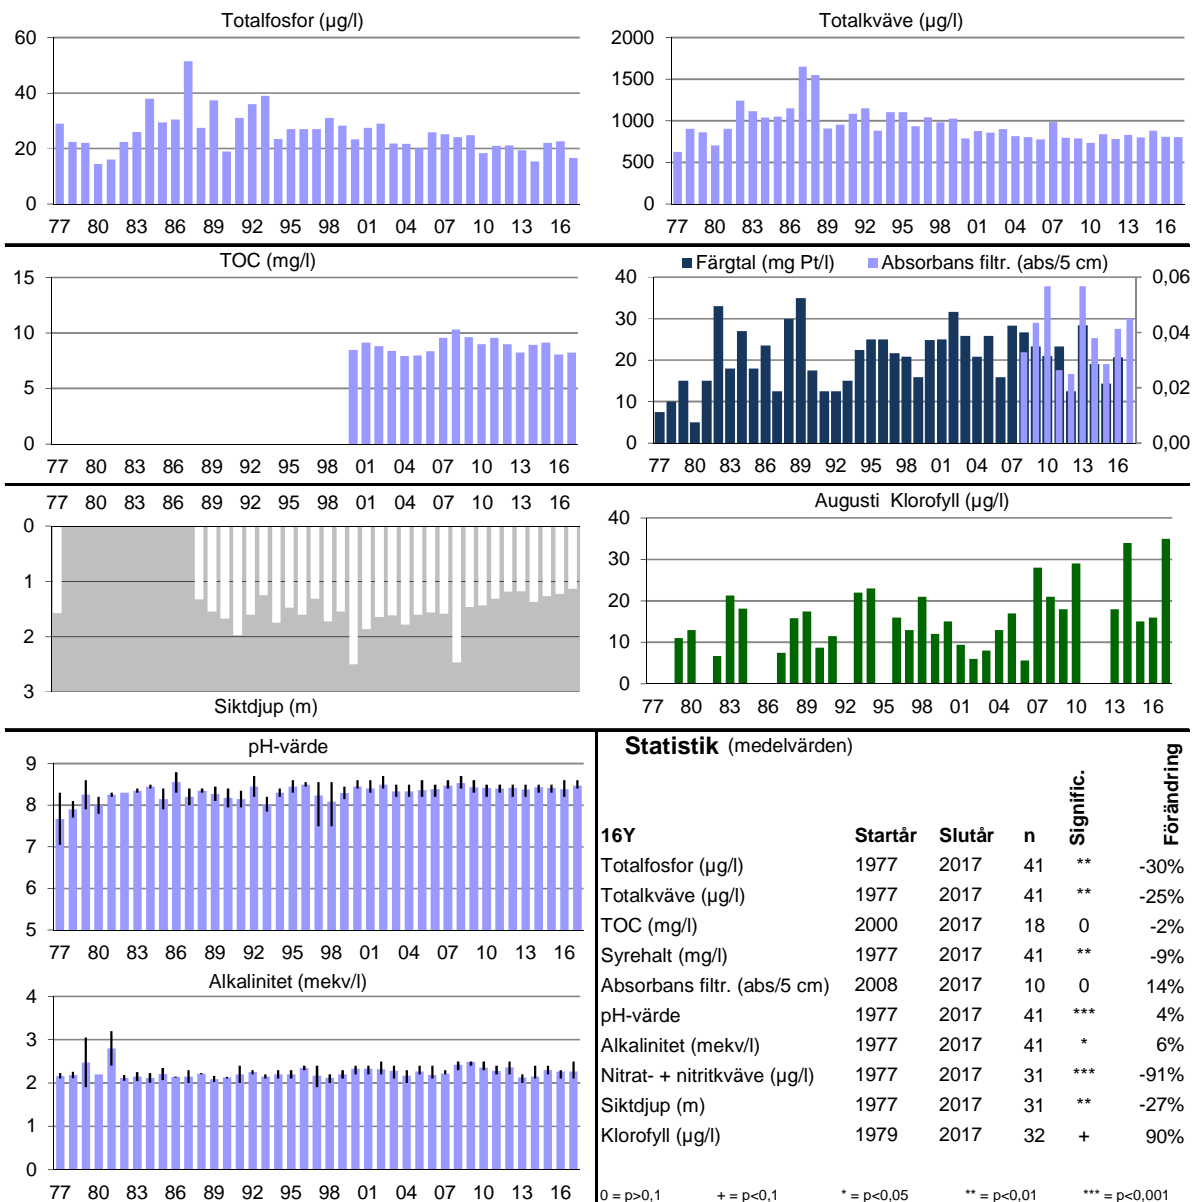 Totalfosfor (µg/l)
60
40
20
0
77 80 83 86 89 92 95 98 01 04 07 10 13 16
Totalkväve (µg/l)
2000
1500
1000
500
0
77 80 83 86 89 92 95 98 01 04 07 10 13 16
TOC (mg/l)
15
10
5
0
77 80 83 86 89 92 95 98 01 04 07 10 13 16
Färgtal (mg Pt/l) Absorbans filtr. (abs/5 cm)
40 0,06
30
0,04
20
0,02
10
0 0,00
77 80 83 86 89 92 95 98 01 04 07 10 13 16
77 80 83 86 89 92 95 98 01 04 07 10 13 16
0
1
2
3
Siktdjup (m)
Augusti Klorofyll (µg/l)
40
30
20
10
0
77 80 83 86 89 92 95 98 01 04 07 10 13 16
pH-värde
9
8
7
6
5
77 80 83 86 89 92 95 98 01 04 07 10 13 16
Alkalinitet (mekv/l)
4
3
2
1
0
77 80 83 86 89 92 95 98 01 04 07 10 13 16
Statistik (medelvärden)
16Y Startår Slutår n Signific. Förändring
Totalfosfor (µg/l) 1977 2017 41 ** -30%
Totalkväve (µg/l) 1977 2017 41 ** -25%
TOC (mg/l) 2000 2017 18 0 -2%
Syrehalt (mg/l) 1977 2017 41 ** -9%
Absorbans filtr. (abs/5 cm) 2008 2017 10 0 14%
pH-värde 1977 2017 41 *** 4%
Alkalinitet (mekv/l) 1977 2017 41 * 6%
Nitrat- + nitritkväve (µg/l) 1977 2017 31 *** -91%
Siktdjup (m) 1977 2017 31 ** -27%
Klorofyll (µg/l) 1979 2017 32 + 90%
0 = p>0,1 + = p<0,1 * = p<0,05 ** = p<0,01 *** = p<0,001